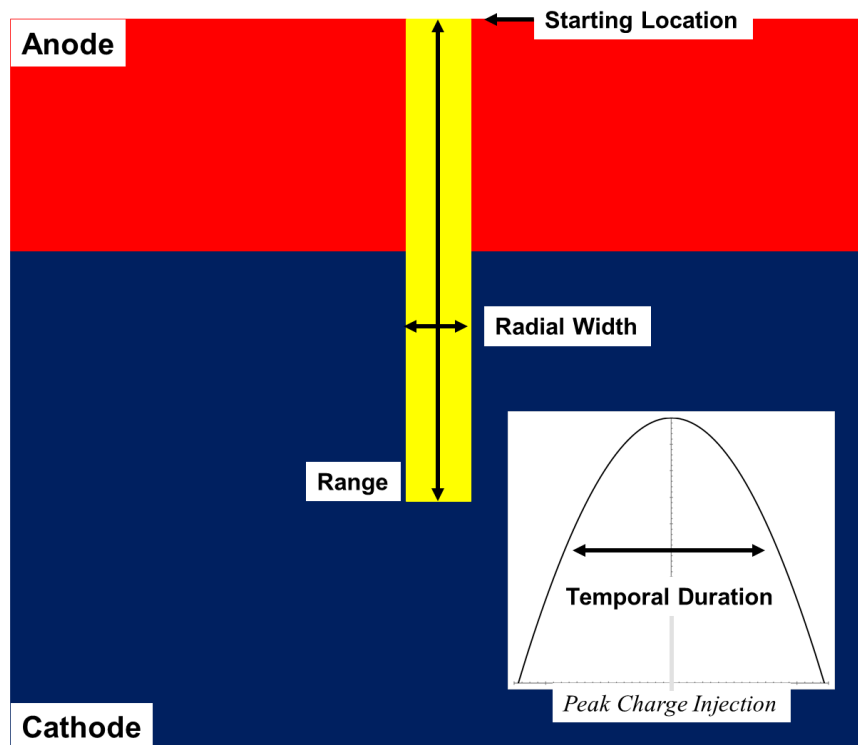 Starting Location
Anode
Radial Width
Range
Temporal Duration
Peak Charge Injection
Cathode